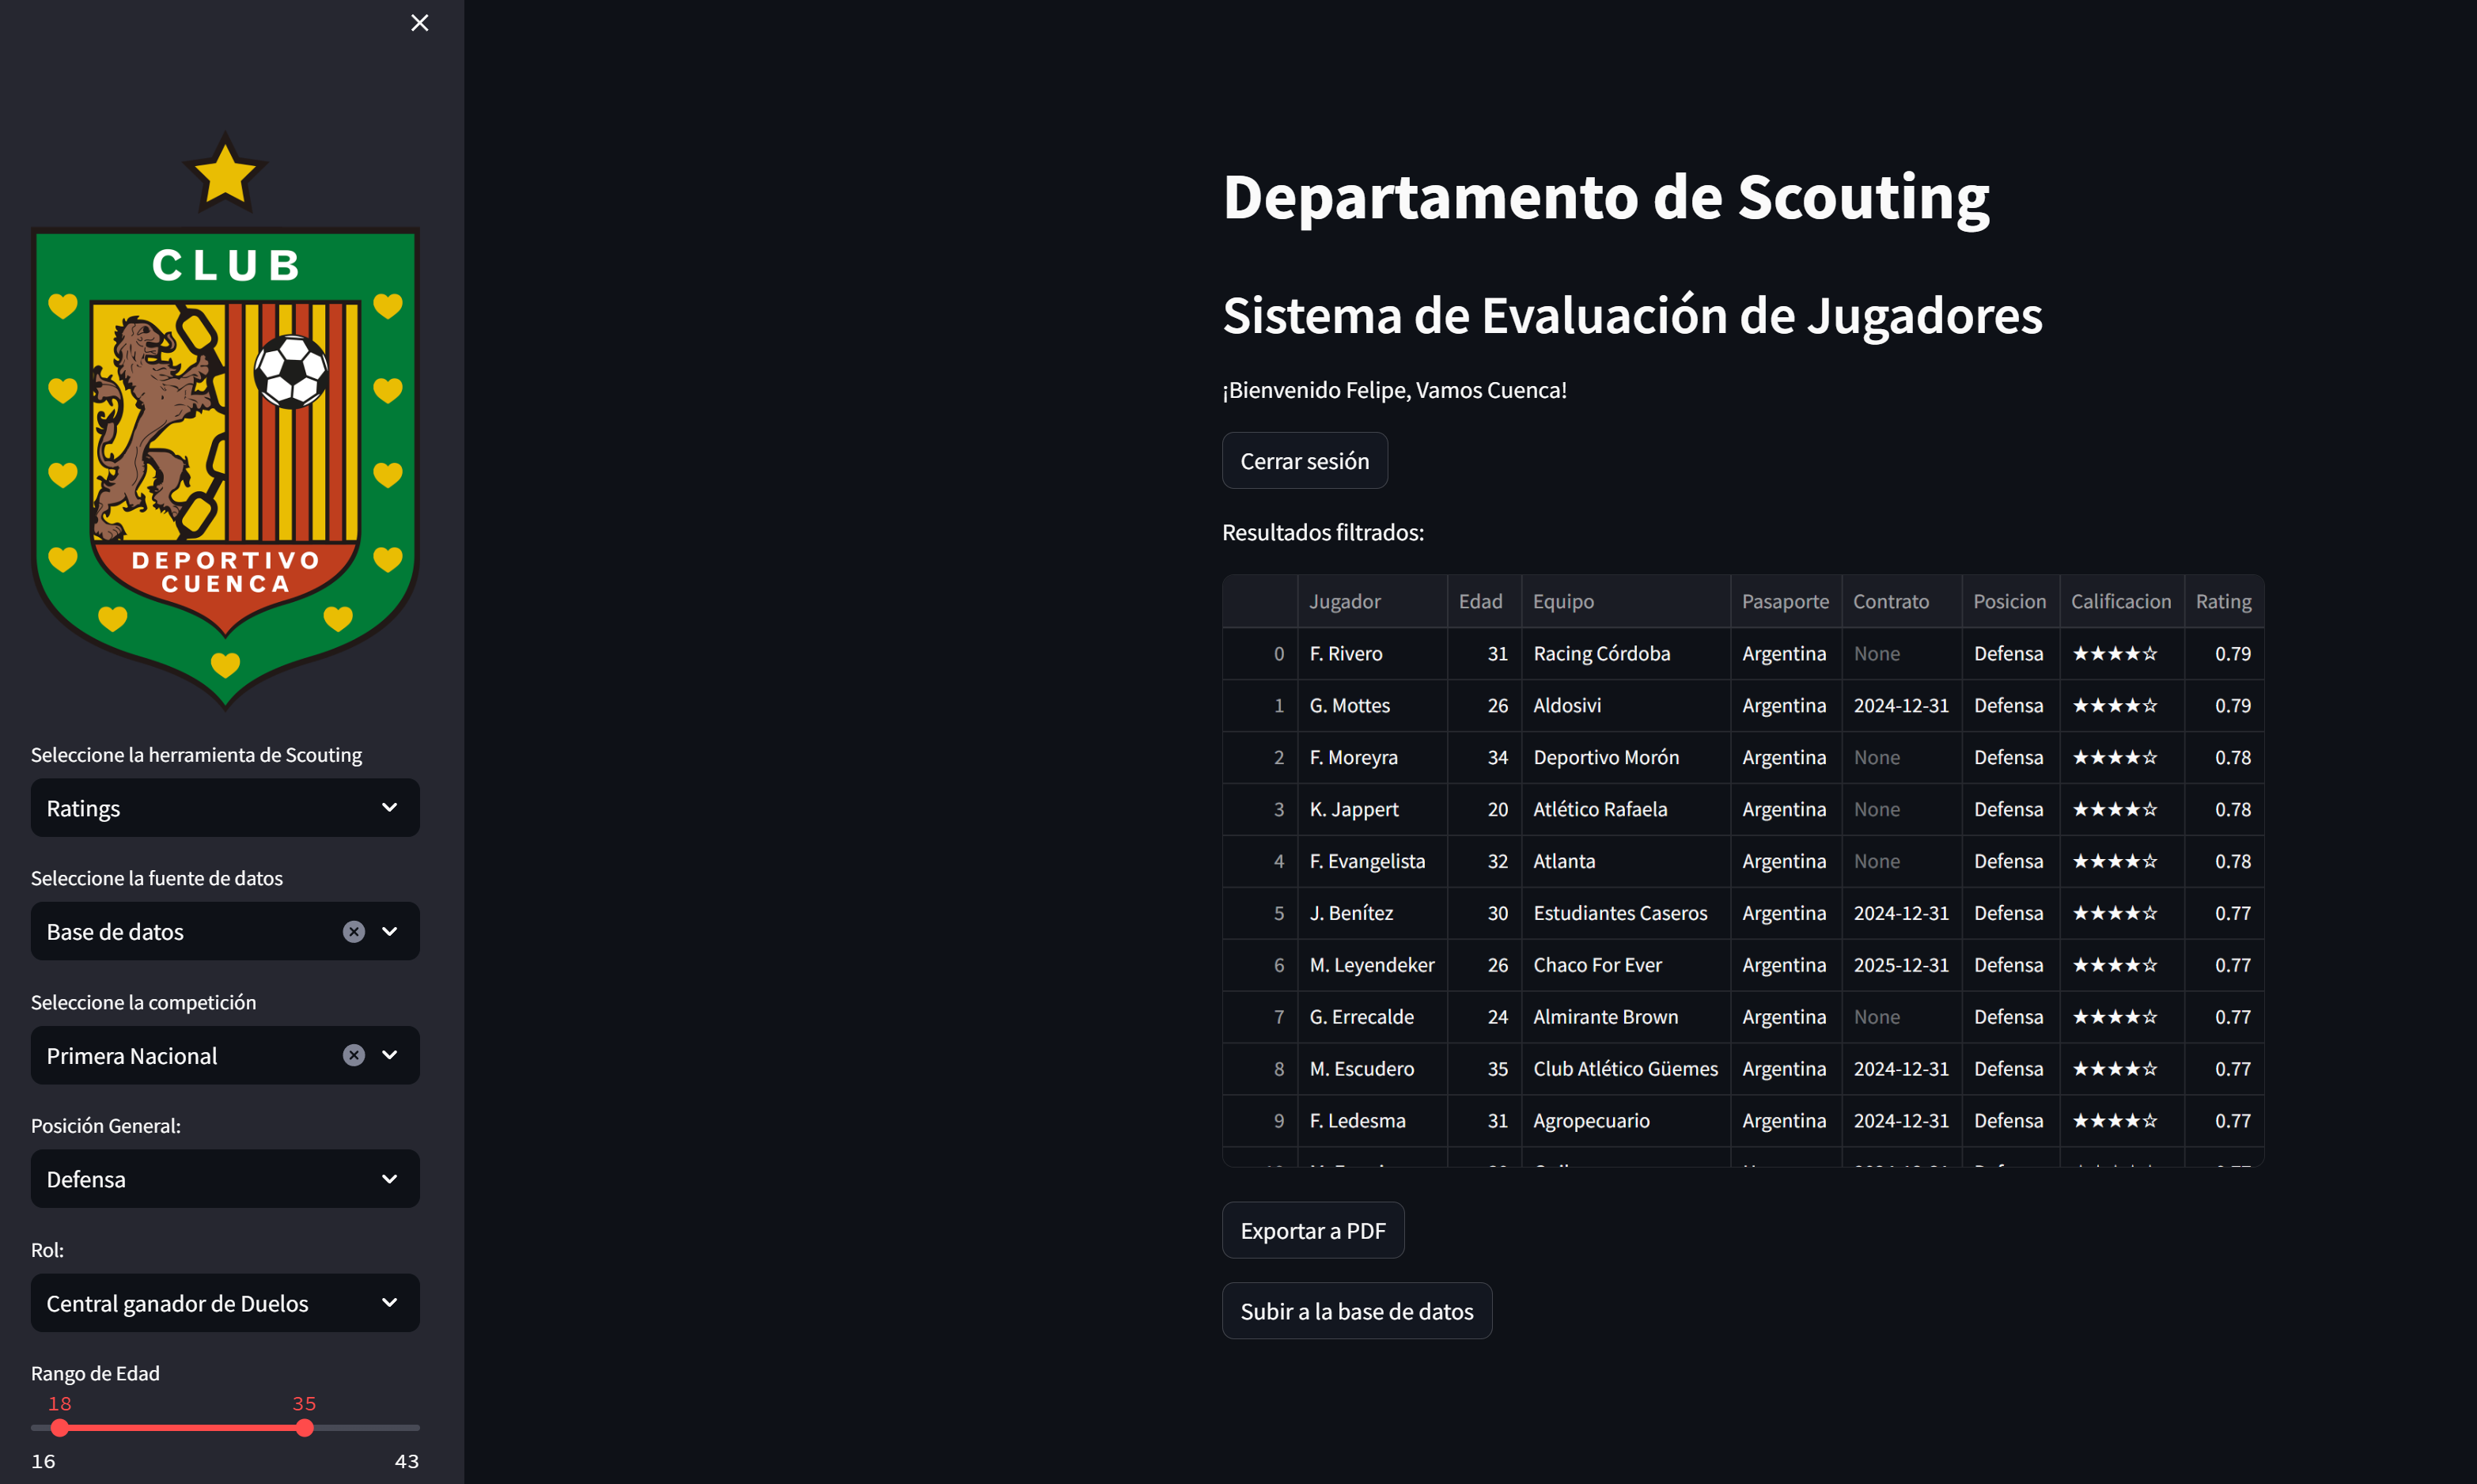 CLUB
DEPORTIVO
CUENCA
Seleccione la herramienta de Scouting
Ratings
Seleccione la fuente de datos
Base de datos
Seleccione la competición
Primera Nacional
Posición General:
Defensa
Rol:
Central ganador de Duelos
Rango de Edad
18 35
16 43
Departamento de Scouting
Sistema de Evaluación de Jugadores
¡Bienvenido Felipe, Vamos Cuenca!
Cerrar sesión
Resultados filtrados:
Jugador Edad Equipo Pasaporte Contrato Posicion Calificacion Rating
0 F. Rivero 31 Racing Córdoba Argentina None Defensa ★★★★☆ 0.79
1 G. Mottes 26 Aldosivi Argentina 2024-12-31 Defensa ★★★★☆ 0.79
2 F. Moreyra 34 Deportivo Morón Argentina None Defensa ★★★★☆ 0.78
3 K. Jappert 20 Atlético Rafaela Argentina None Defensa ★★★★☆ 0.78
4 F. Evangelista 32 Atlanta Argentina None Defensa ★★★★☆ 0.78
5 J. Benítez 30 Estudiantes Caseros Argentina 2024-12-31 Defensa ★★★★☆ 0.77
6 M. Leyendeker 26 Chaco For Ever Argentina 2025-12-31 Defensa ★★★★☆ 0.77
7 G. Errecalde 24 Almirante Brown Argentina None Defensa ★★★★☆ 0.77
8 M. Escudero 35 Club Atlético Güemes Argentina 2024-12-31 Defensa ★★★★☆ 0.77
9 F. Ledesma 31 Agropecuario Argentina 2024-12-31 Defensa ★★★★☆ 0.77
Exportar a PDF
Subir a la base de datos